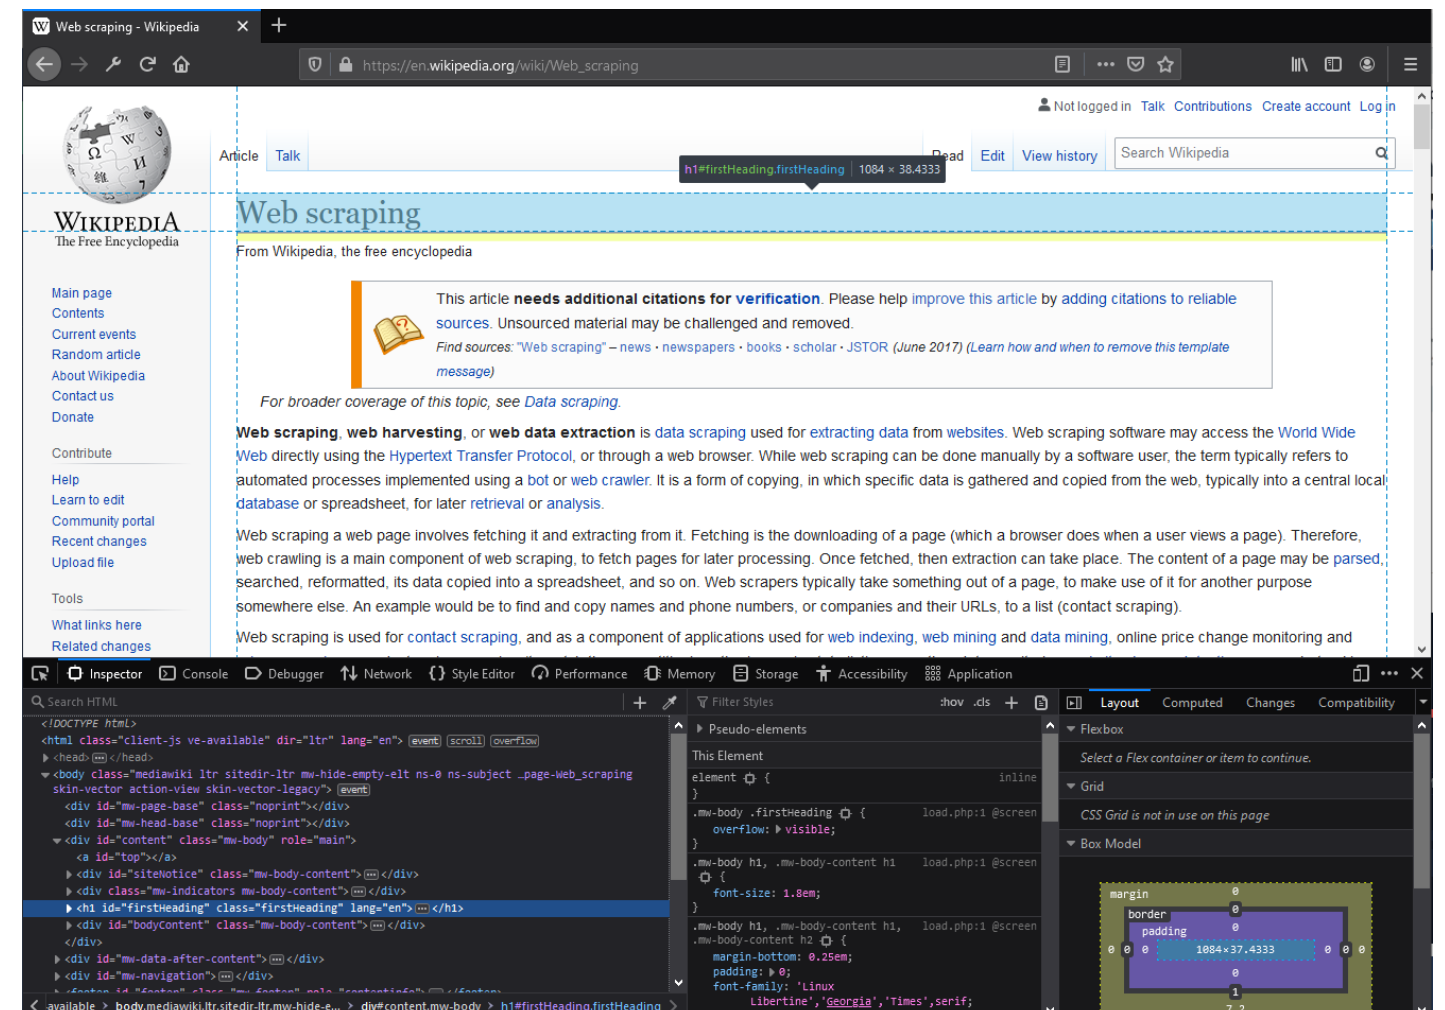 Web scraping - Wikipedia
https://en.wikipedia.org/wiki/Web_scraping
Not logged in Talk Contributions Create account Log in
Article Talk
Read Edit View history Search Wikipedia
h1#firstHeading.firstHeading 1084 × 38.4333
WIKIPEDIA
The Free Encyclopedia
Main page
Contents
Current events
Random article
About Wikipedia
Contact us
Donate
Contribute
Help
Learn to edit
Community portal
Recent changes
Upload file
Tools
What links here
Related changes
Web scraping
From Wikipedia, the free encyclopedia
This article needs additional citations for verification. Please help improve this article by adding citations to reliable
sources. Unsourced material may be challenged and removed.
Find sources: "Web scraping" – news · newspapers · books · scholar · JSTOR (June 2017) (Learn how and when to remove this template
message)
For broader coverage of this topic, see Data scraping.
Web scraping, web harvesting, or web data extraction is data scraping used for extracting data from websites. Web scraping software may access the World Wide
Web directly using the Hypertext Transfer Protocol, or through a web browser. While web scraping can be done manually by a software user, the term typically refers to
automated processes implemented using a bot or web crawler. It is a form of copying, in which specific data is gathered and copied from the web, typically into a central local
database or spreadsheet, for later retrieval or analysis.
Web scraping a web page involves fetching it and extracting from it. Fetching is the downloading of a page (which a browser does when a user views a page). Therefore,
web crawling is a main component of web scraping, to fetch pages for later processing. Once fetched, then extraction can take place. The content of a page may be parsed,
searched, reformatted, its data copied into a spreadsheet, and so on. Web scrapers typically take something out of a page, to make use of it for another purpose
somewhere else. An example would be to find and copy names and phone numbers, or companies and their URLs, to a list (contact scraping).
Web scraping is used for contact scraping, and as a component of applications used for web indexing, web mining and data mining, online price change monitoring and
Inspector Console Debugger Network Style Editor Performance Memory Storage Accessibility Application
Search HTML
<!DOCTYPE html>
<html class="client-js ve-available" dir="ltr" lang="en"> event scroll overflow
<head> ⋯ </head>
<body class="mediawiki ltr sitedir-ltr mw-hide-empty-elt ns-0 ns-subject …page-Web_scraping
skin-vector action-view skin-vector-legacy"> event
<div id="mw-page-base" class="noprint"></div>
<div id="mw-head-base" class="noprint"></div>
<div id="content" class="mw-body" role="main">
<a id="top"></a>
<div id="siteNotice" class="mw-body-content"> ⋯ </div>
<div class="mw-indicators mw-body-content"> ⋯ </div>
<h1 id="firstHeading" class="firstHeading" lang="en"> ⋯ </h1>
<div id="bodyContent" class="mw-body-content"> ⋯ </div>
</div>
<div id="mw-data-after-content"> ⋯ </div>
<div id="mw-navigation"> ⋯ </div>
<footer id="footer" class="mw-footer" role="contentinfo"> ⋯ </footer>
available > body.mediawiki.ltr.sitedir-ltr.mw-hide-e… > div#content.mw-body > h1#firstHeading.firstHeading
Filter Styles :hov .cls
Pseudo-elements
This Element
element { inline
}
.mw-body .firstHeading { load.php:1 @screen
overflow: visible;
}
.mw-body h1, .mw-body-content h1 load.php:1 @screen
{
font-size: 1.8em;
}
.mw-body h1, .mw-body-content h1, load.php:1 @screen
.mw-body-content h2 {
margin-bottom: 0.25em;
padding: 0;
font-family: 'Linux
Libertine','Georgia','Times',serif;
Layout Computed Changes Compatibility
Flexbox
Select a Flex container or item to continue.
Grid
CSS Grid is not in use on this page
Box Model
margin 0
border 0
padding 0
0 0 0 1084×37.4333 0 0 0
0
1
7.2